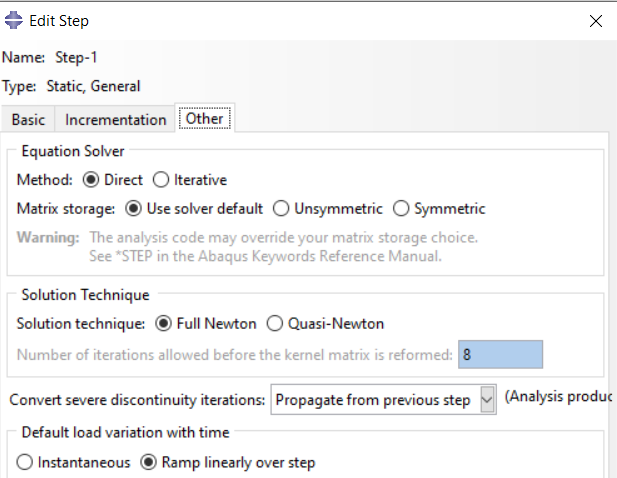 Edit Step
Name: Step-1
Type: Static, General
Basic Incrementation Other
Equation Solver
Method: Direct Iterative
Matrix storage: Use solver default Unsymmetric Symmetric
Warning: The analysis code may override your matrix storage choice.
See *STEP in the Abaqus Keywords Reference Manual.
Solution Technique
Solution technique: Full Newton Quasi-Newton
Number of iterations allowed before the kernel matrix is reformed: 8
Convert severe discontinuity iterations: Propagate from previous step (Analysis produc
Default load variation with time
Instantaneous Ramp linearly over step